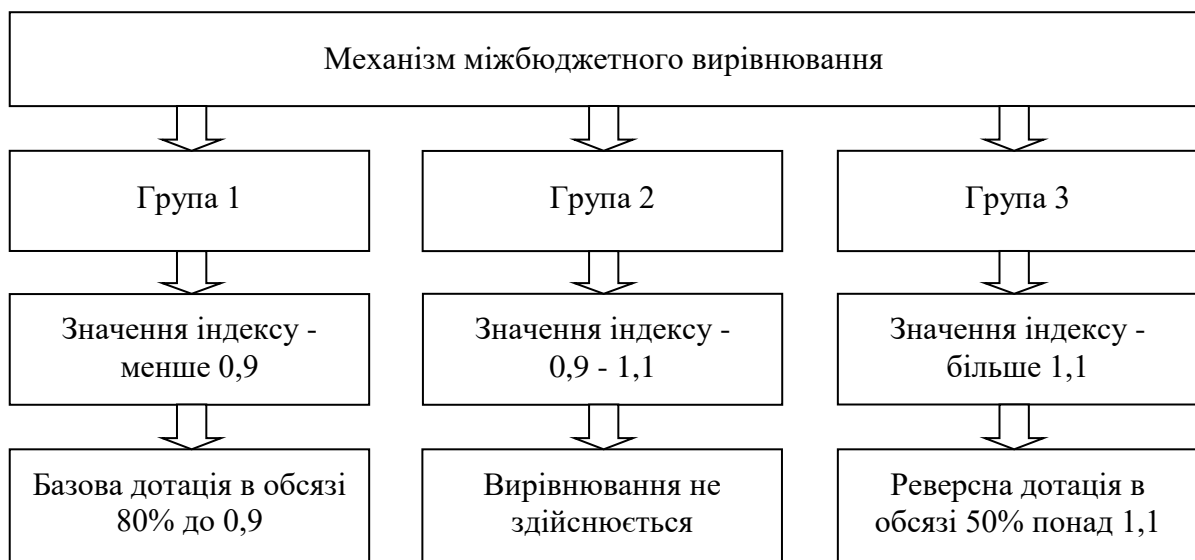 Механізм міжбюджетного вирівнювання
Група 1
Група 2
Група 3
Значення індексу -
менше 0,9
Значення індексу -
0,9 - 1,1
Значення індексу -
більше 1,1
Базова дотація в обсязі
80% до 0,9
Вирівнювання не
здійснюється
Реверсна дотація в
обсязі 50% понад 1,1